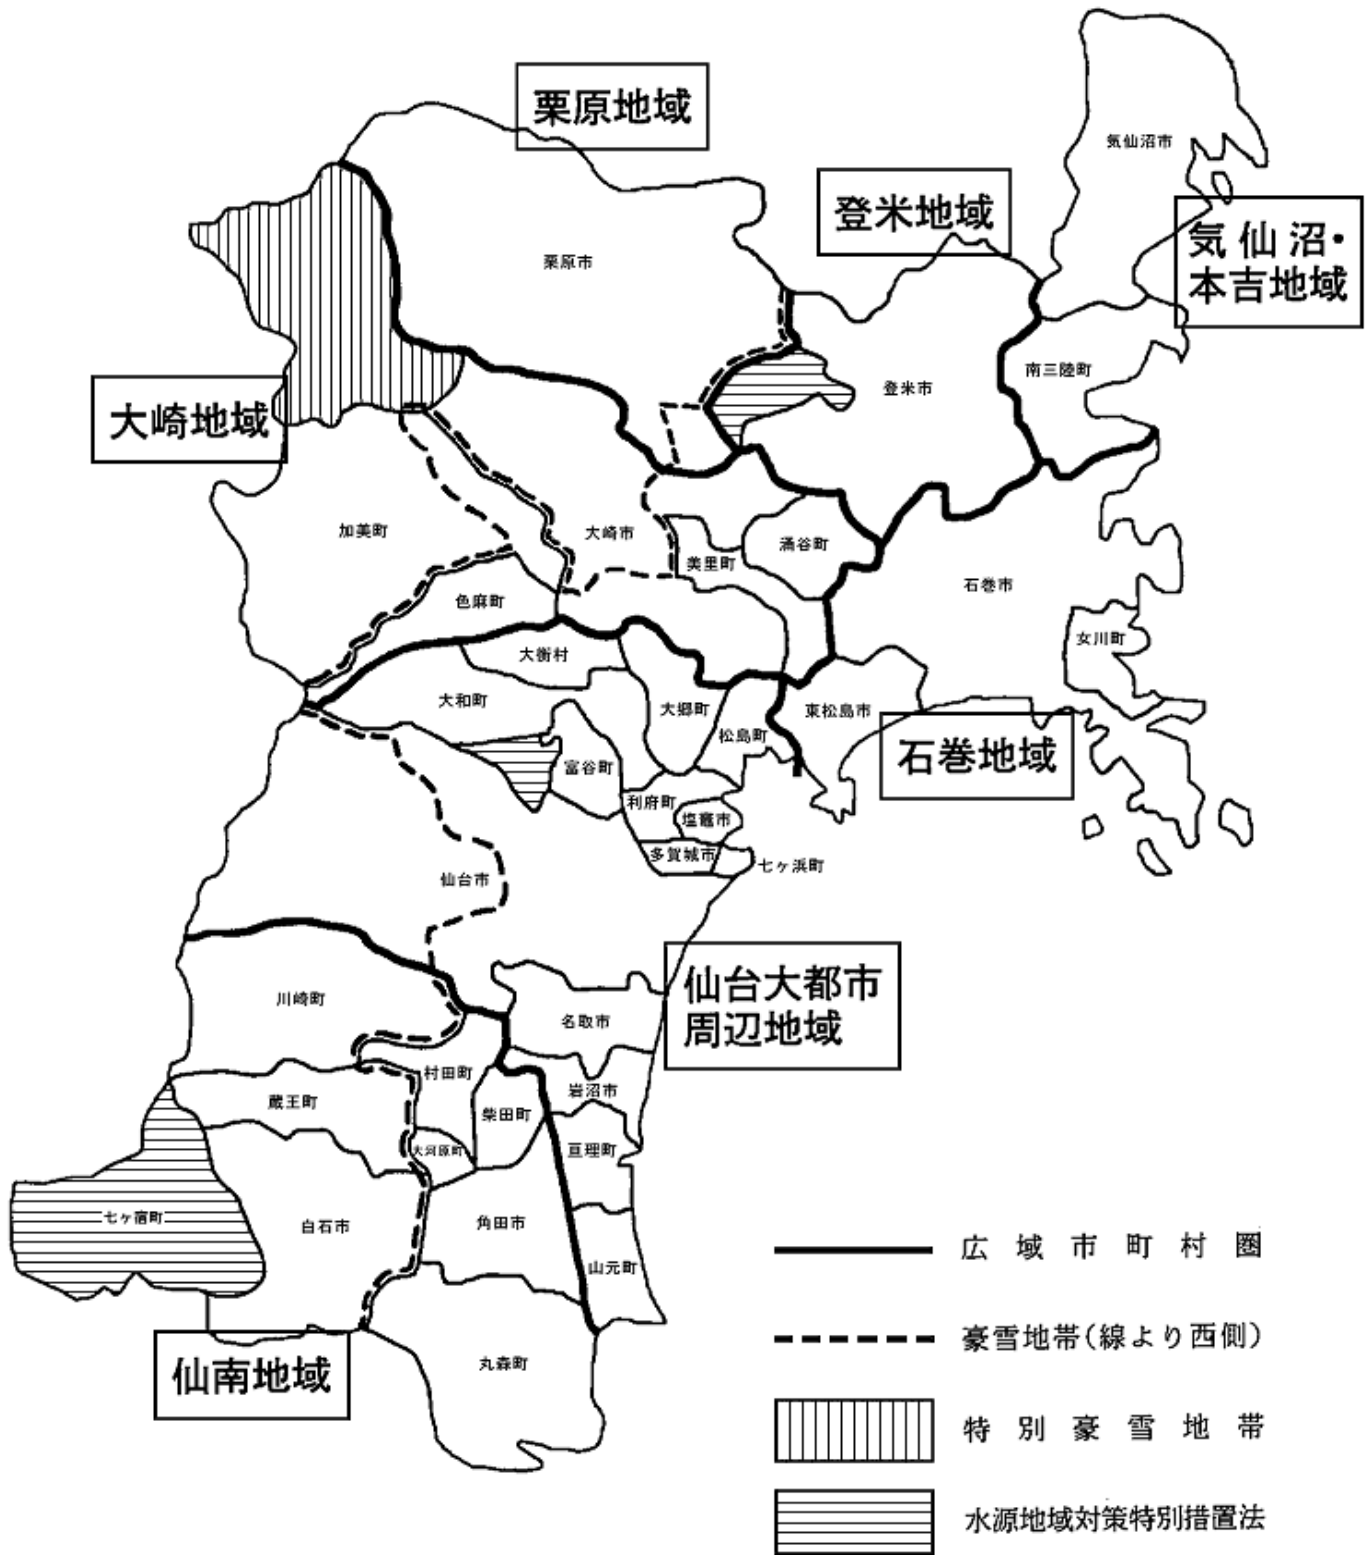 栗原地域
気仙沼市
登米地域
気仙沼・
本吉地域
栗原市
南三陸町
登米市
大崎地域
加美町
大崎市
涌谷町
美里町
石巻市
色麻町
女川町
大衡村
大和町
大郷町
東松島市
松島町
石巻地域
富谷町
利府町
塩竈市
多賀城市
七ヶ浜町
仙台市
仙台大都市
周辺地域
川崎町
名取市
村田町
岩沼市
蔵王町
柴田町
大河原町
亘理町
七ヶ宿町
白石市
角田市
山元町
丸森町
仙南地域
広域市町村圏
豪雪地帯(線より西側)
特別豪雪地帯
水源地域対策特別措置法